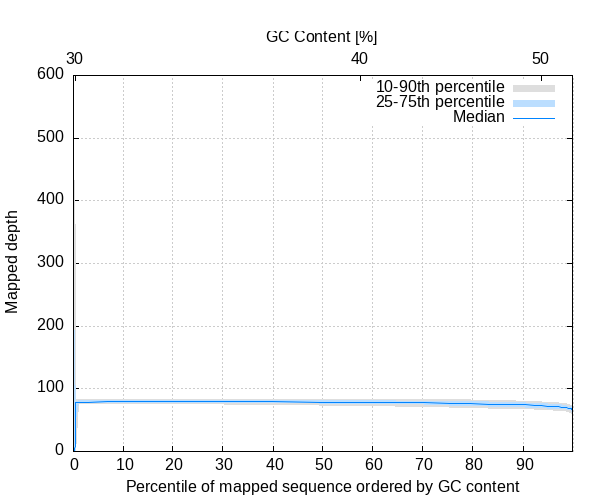 GC Content [%]
30 40 50
600
500
400
300
200
100
0
10-90th percentile
25-75th percentile
Median
Mapped depth
0 10 20 30 40 50 60 70 80 90
Percentile of mapped sequence ordered by GC content